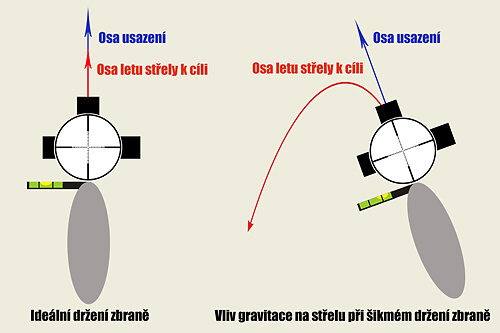 Osa usazení
Osa letu střely k cíli
Ideální držení zbraně
Osa usazení
Osa letu střely k cíli
Vliv gravitace na střelu při šikmém držení zbraně